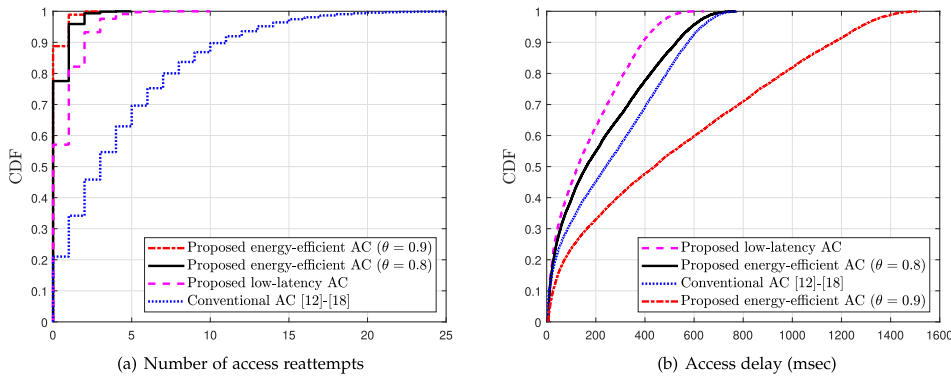 1
0.9
0.8
0.7
0.6
0.5
0.4
0.3
0.2
0.1
0
CDF
0 5 10 15 20 25
Proposed energy-efficient AC (θ = 0.9)
Proposed energy-efficient AC (θ = 0.8)
Proposed low-latency AC
Conventional AC [12]-[18]
(a) Number of access reattempts
1
0.9
0.8
0.7
0.6
0.5
0.4
0.3
0.2
0.1
0
CDF
0 200 400 600 800 1000 1200 1400 1600
Proposed low-latency AC
Proposed energy-efficient AC (θ = 0.8)
Conventional AC [12]-[18]
Proposed energy-efficient AC (θ = 0.9)
(b) Access delay (msec)